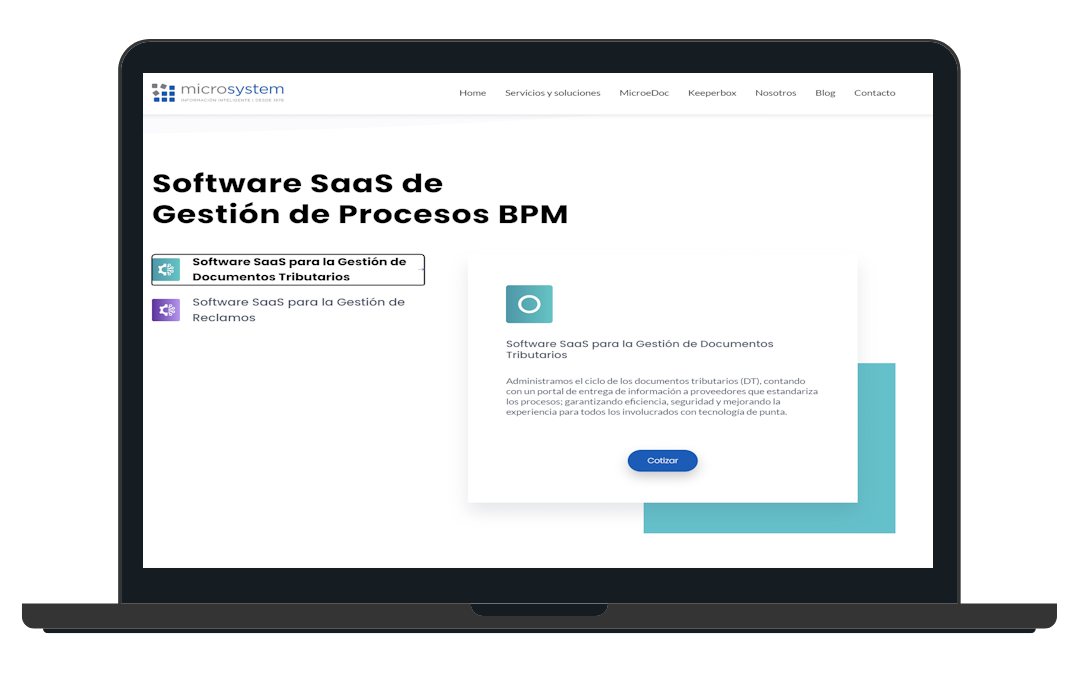 microsystem
INFORMACIÓN INTELIGENTE | DESDE 1976
Home Servicios y soluciones MicroeDoc Keeperbox Nosotros Blog Contacto
Software SaaS de
Gestión de Procesos BPM
Software SaaS para la Gestión de
Documentos Tributarios
Software SaaS para la Gestión de
Reclamos
Software SaaS para la Gestión de Documentos
Tributarios
Administramos el ciclo de los documentos tributarios (DT), contando
con un portal de entrega de información a proveedores que estandariza
los procesos; garantizando eficiencia, seguridad y mejorando la
experiencia para todos los involucrados con tecnología de punta.
Cotizar